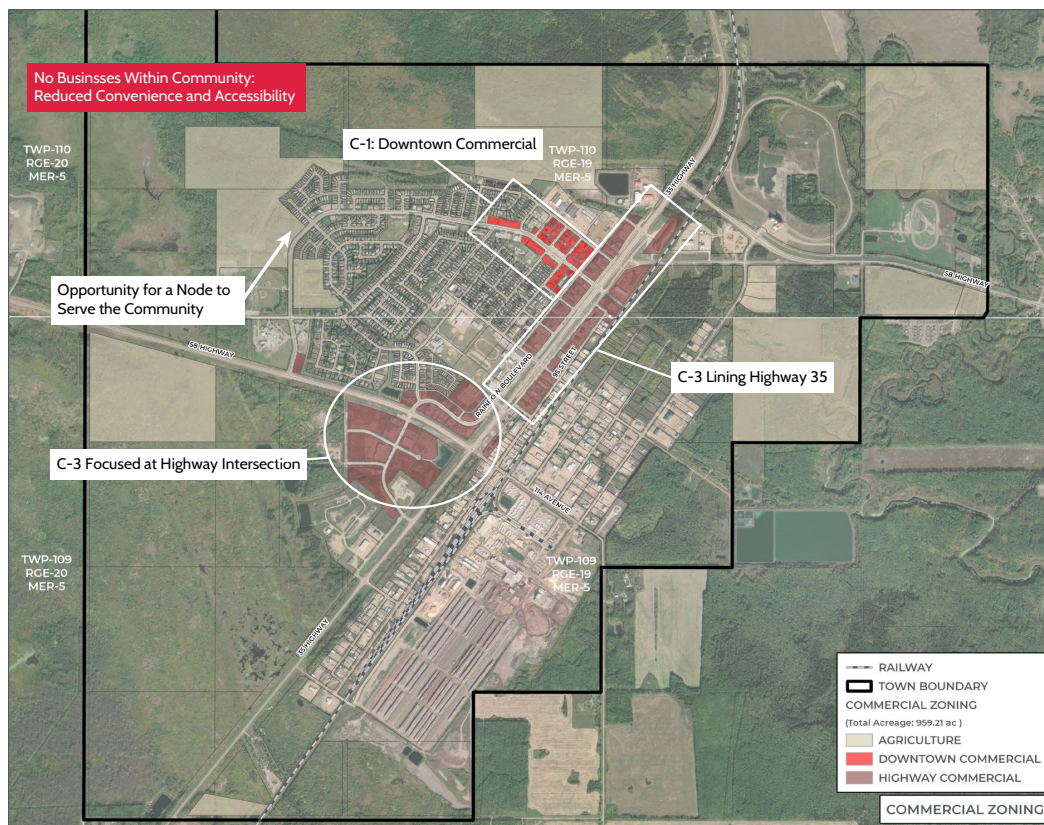 No Businsses Within Community:
Reduced Convenience and Accessibility
C-1: Downtown Commercial
TWP-110
RGE-20
MER-5
TWP-110
RGE-19
MER-5
35 HIGHWAY
58 HIGHWAY
Opportunity for a Node to
Serve the Community
58 HIGHWAY
RAINBOW BOULEVARD
98 STREET
C-3 Lining Highway 35
C-3 Focused at Highway Intersection
114 AVENUE
TWP-109
RGE-20
MER-5
TWP-109
RGE-19
MER-5
35 HIGHWAY
RAILWAY
TOWN BOUNDARY
COMMERCIAL ZONING
(Total Acreage: 959.21 ac )
AGRICULTURE
DOWNTOWN COMMERCIAL
HIGHWAY COMMERCIAL
COMMERCIAL ZONING